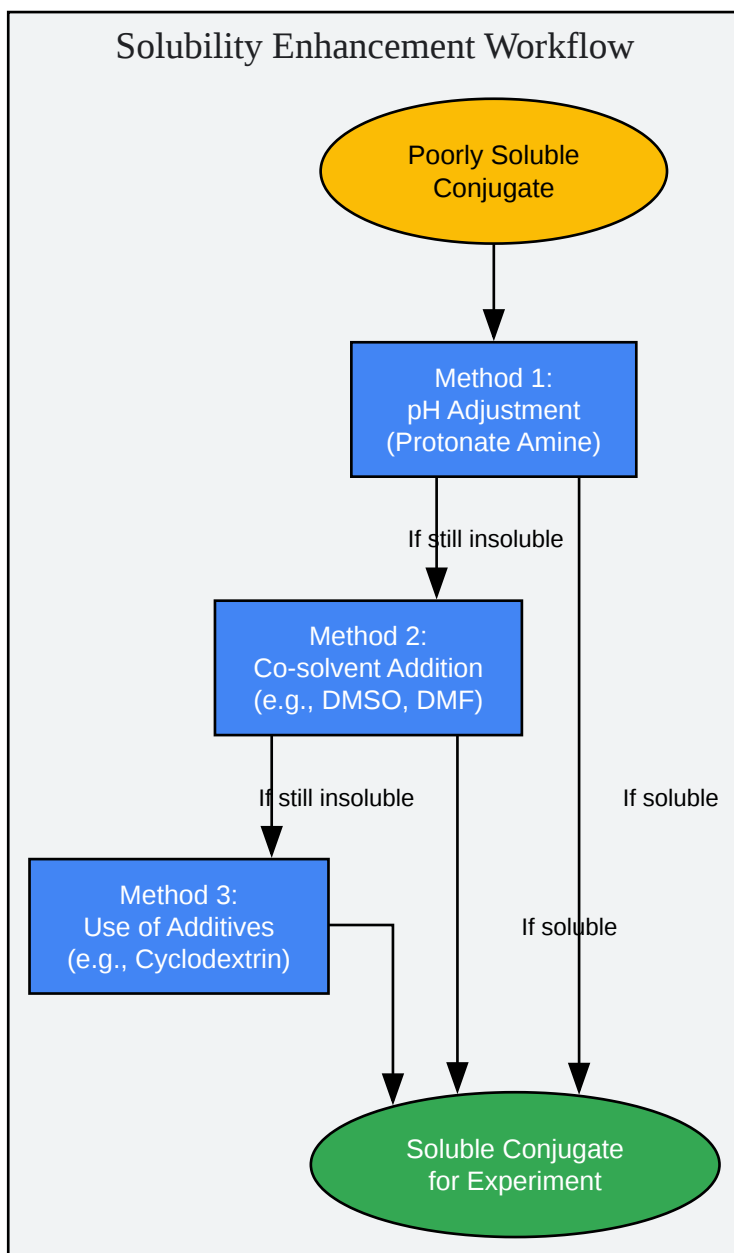 Solubility Enhancement Workflow
Poorly Soluble
Conjugate
Method 1:
pH Adjustment
(Protonate Amine)
If still insoluble
Method 2:
Co-solvent Addition
(e.g., DMSO, DMF)
If still insoluble
If soluble
Method 3:
Use of Additives
(e.g., Cyclodextrin)
If soluble
Soluble Conjugate
for Experiment